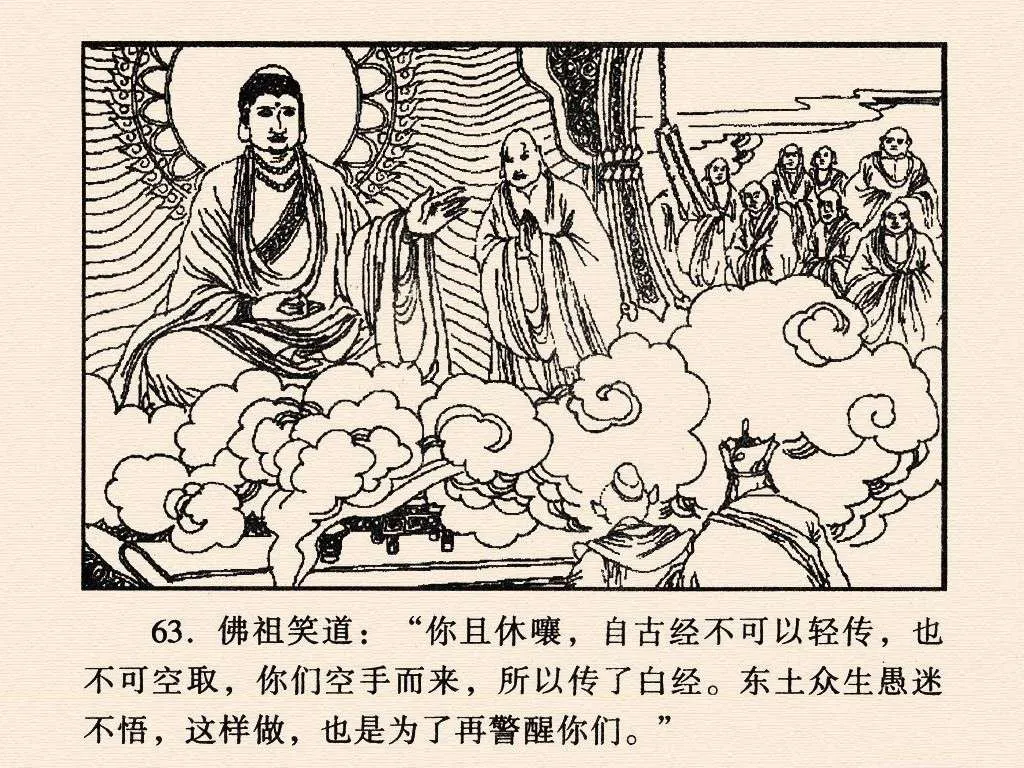 63. 佛祖笑道：“你且休嚷，自古经不可以轻传，也
不可空取，你们空手而来，所以传了白经。东土众生愚迷
不悟，这样做，也是为了再警醒你们。”